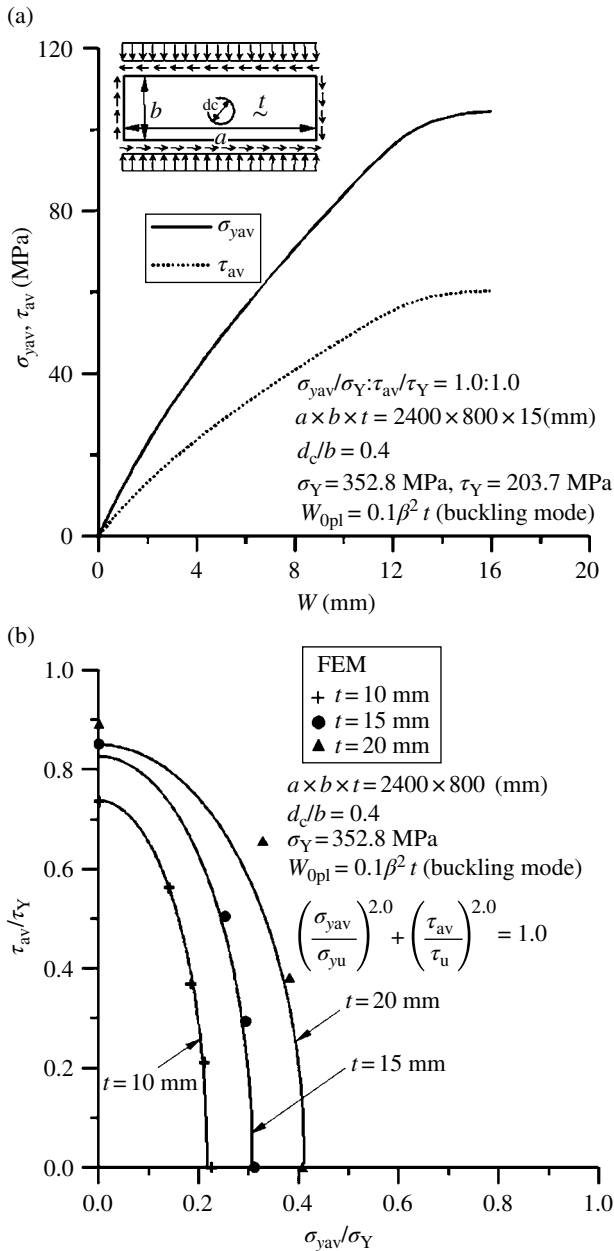 (a)
120
80
40
0
σyav, τav (MPa)
dc
t
~
b
a
σyav
τav
σyav/σY:τav/τY = 1.0:1.0
a × b × t = 2400 × 800 × 15(mm)
dc/b = 0.4
σY = 352.8 MPa, τY = 203.7 MPa
W0pl = 0.1β² t (buckling mode)
0 4 8 12 16 20
W (mm)
(b)
1.0
0.8
0.6
0.4
0.2
0.0
τav/τY
FEM
+ t = 10 mm
● t = 15 mm
▲ t = 20 mm
a × b × t = 2400 × 800 (mm)
dc/b = 0.4
σY = 352.8 MPa
W0pl = 0.1β² t (buckling mode)
(σyav/σyu)^2.0 + (τav/τu)^2.0 = 1.0
t = 20 mm
t = 15 mm
t = 10 mm
0.0 0.2 0.4 0.6 0.8 1.0
σyav/σY